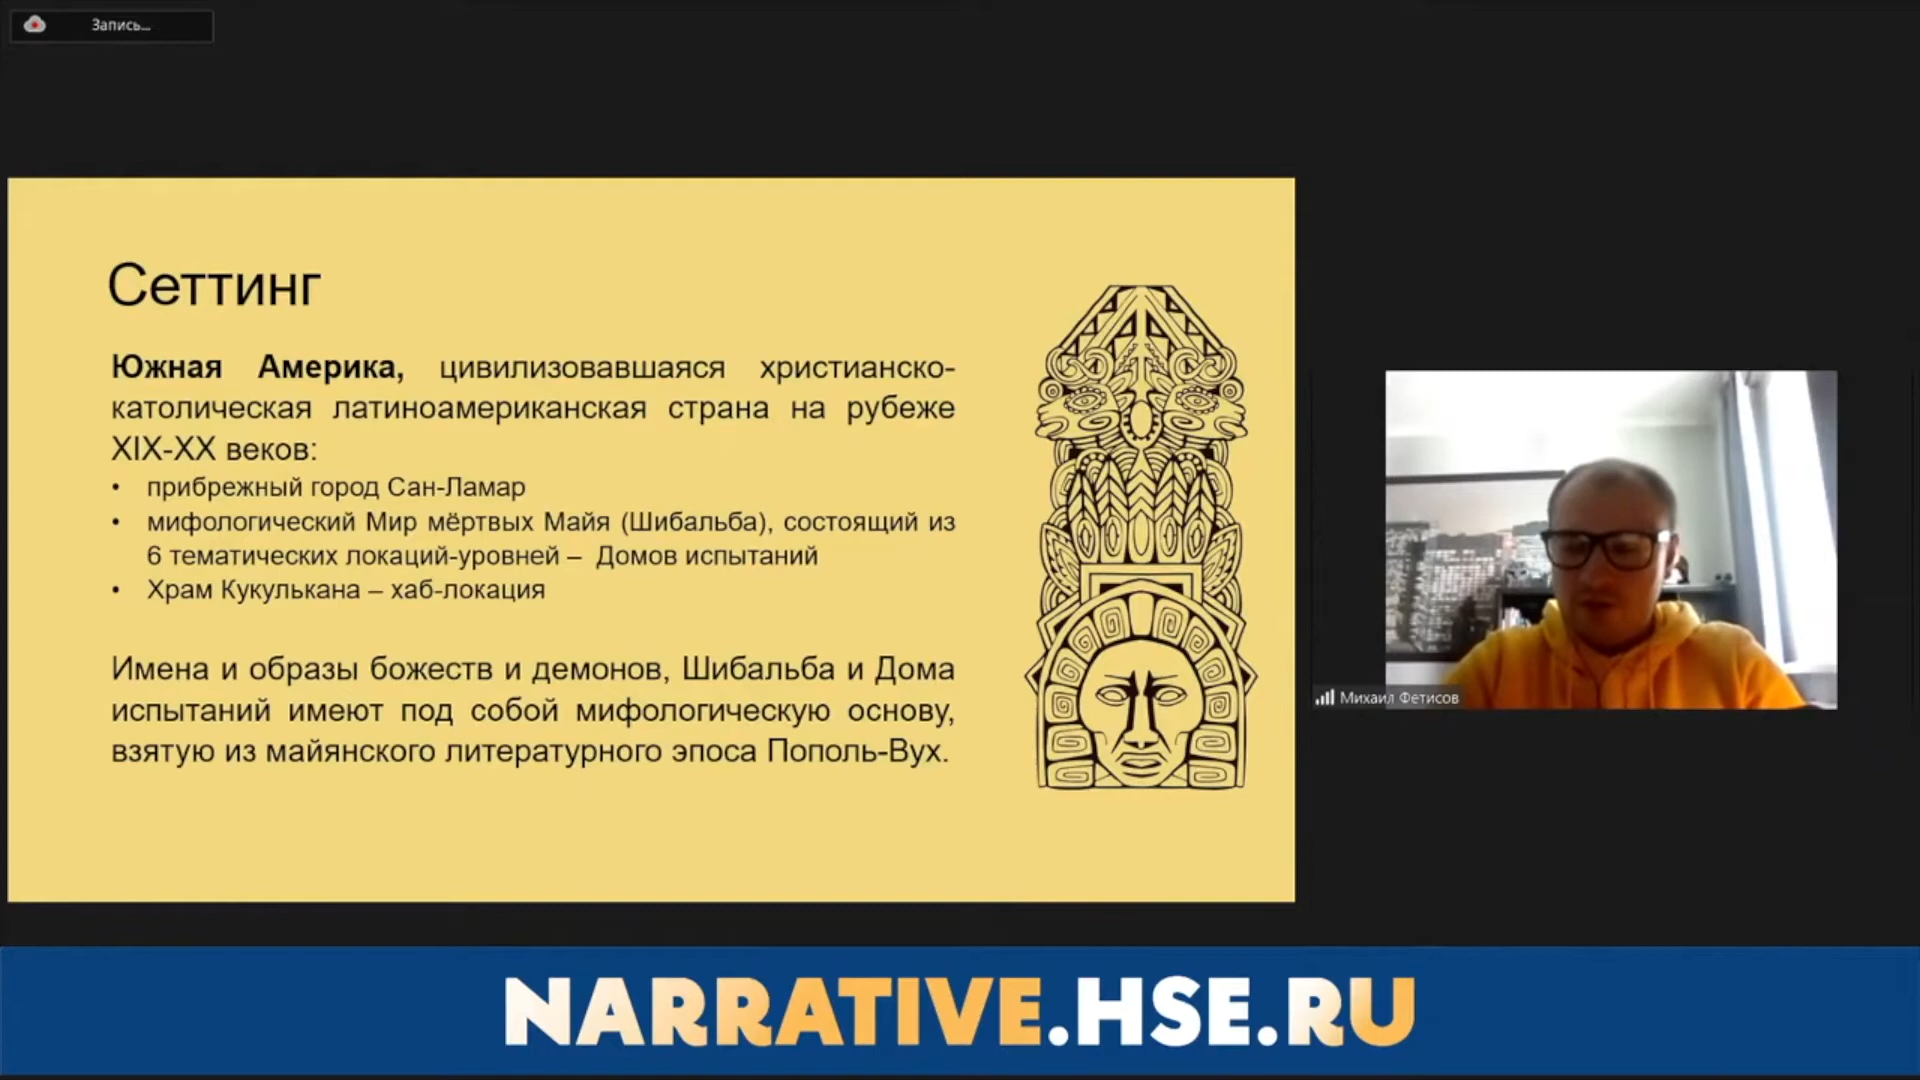 Запись...
Сеттинг
Южная Америка, цивилизовавшаяся христианско-
католическая латиноамериканская страна на рубеже
XIX-XX веков:
• прибрежный город Сан-Ламар
• мифологический Мир мёртвых Майя (Шибальба), состоящий из
6 тематических локаций-уровней – Домов испытаний
• Храм Кукулькана – хаб-локация
Имена и образы божеств и демонов, Шибальба и Дома
испытаний имеют под собой мифологическую основу,
взятую из майянского литературного эпоса Пополь-Вух.
Михаил Фетисов
NARRATIVE.HSE.RU